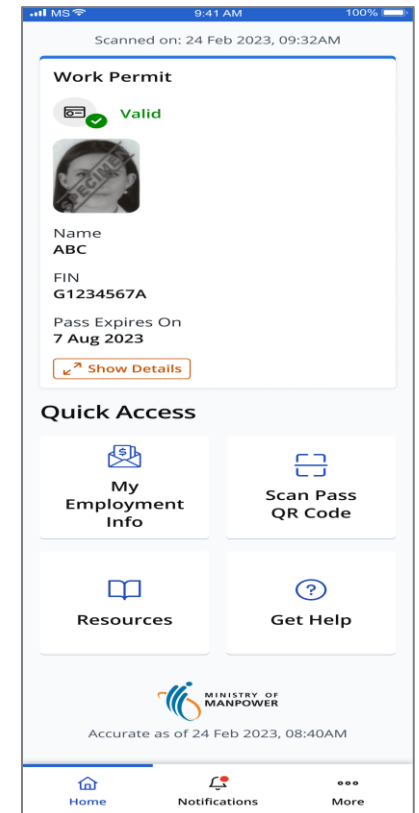 MS 9:41 AM 100%
Scanned on: 24 Feb 2023, 09:32AM
Work Permit
Valid
SPECIMEN
Name
ABC
FIN
G1234567A
Pass Expires On
7 Aug 2023
Show Details
Quick Access
My
Employment
Info
Scan Pass
QR Code
Resources
Get Help
MINISTRY OF
MANPOWER
Accurate as of 24 Feb 2023, 08:40AM
Home Notifications More